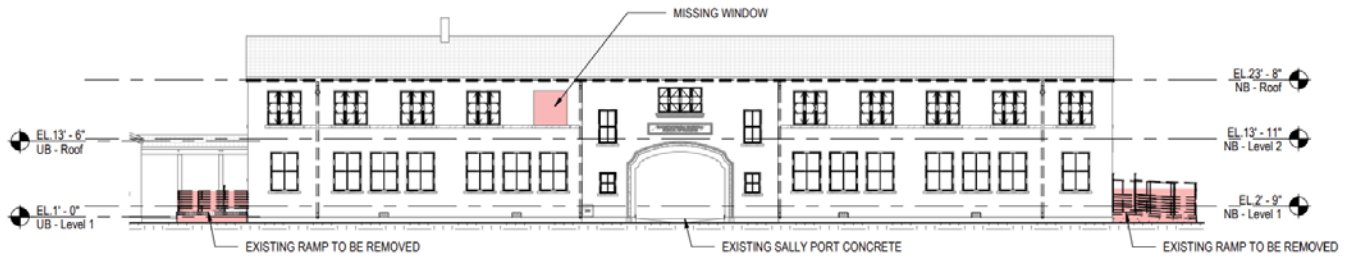 MISSING WINDOW
EL.23' - 8"
NB - Roof
EL.13' - 6"
UB - Roof
EL.13' - 11"
NB - Level 2
EL.1' - 0"
UB - Level 1
EL.2' - 9"
NB - Level 1
EXISTING RAMP TO BE REMOVED
EXISTING SALLY PORT CONCRETE
EXISTING RAMP TO BE REMOVED